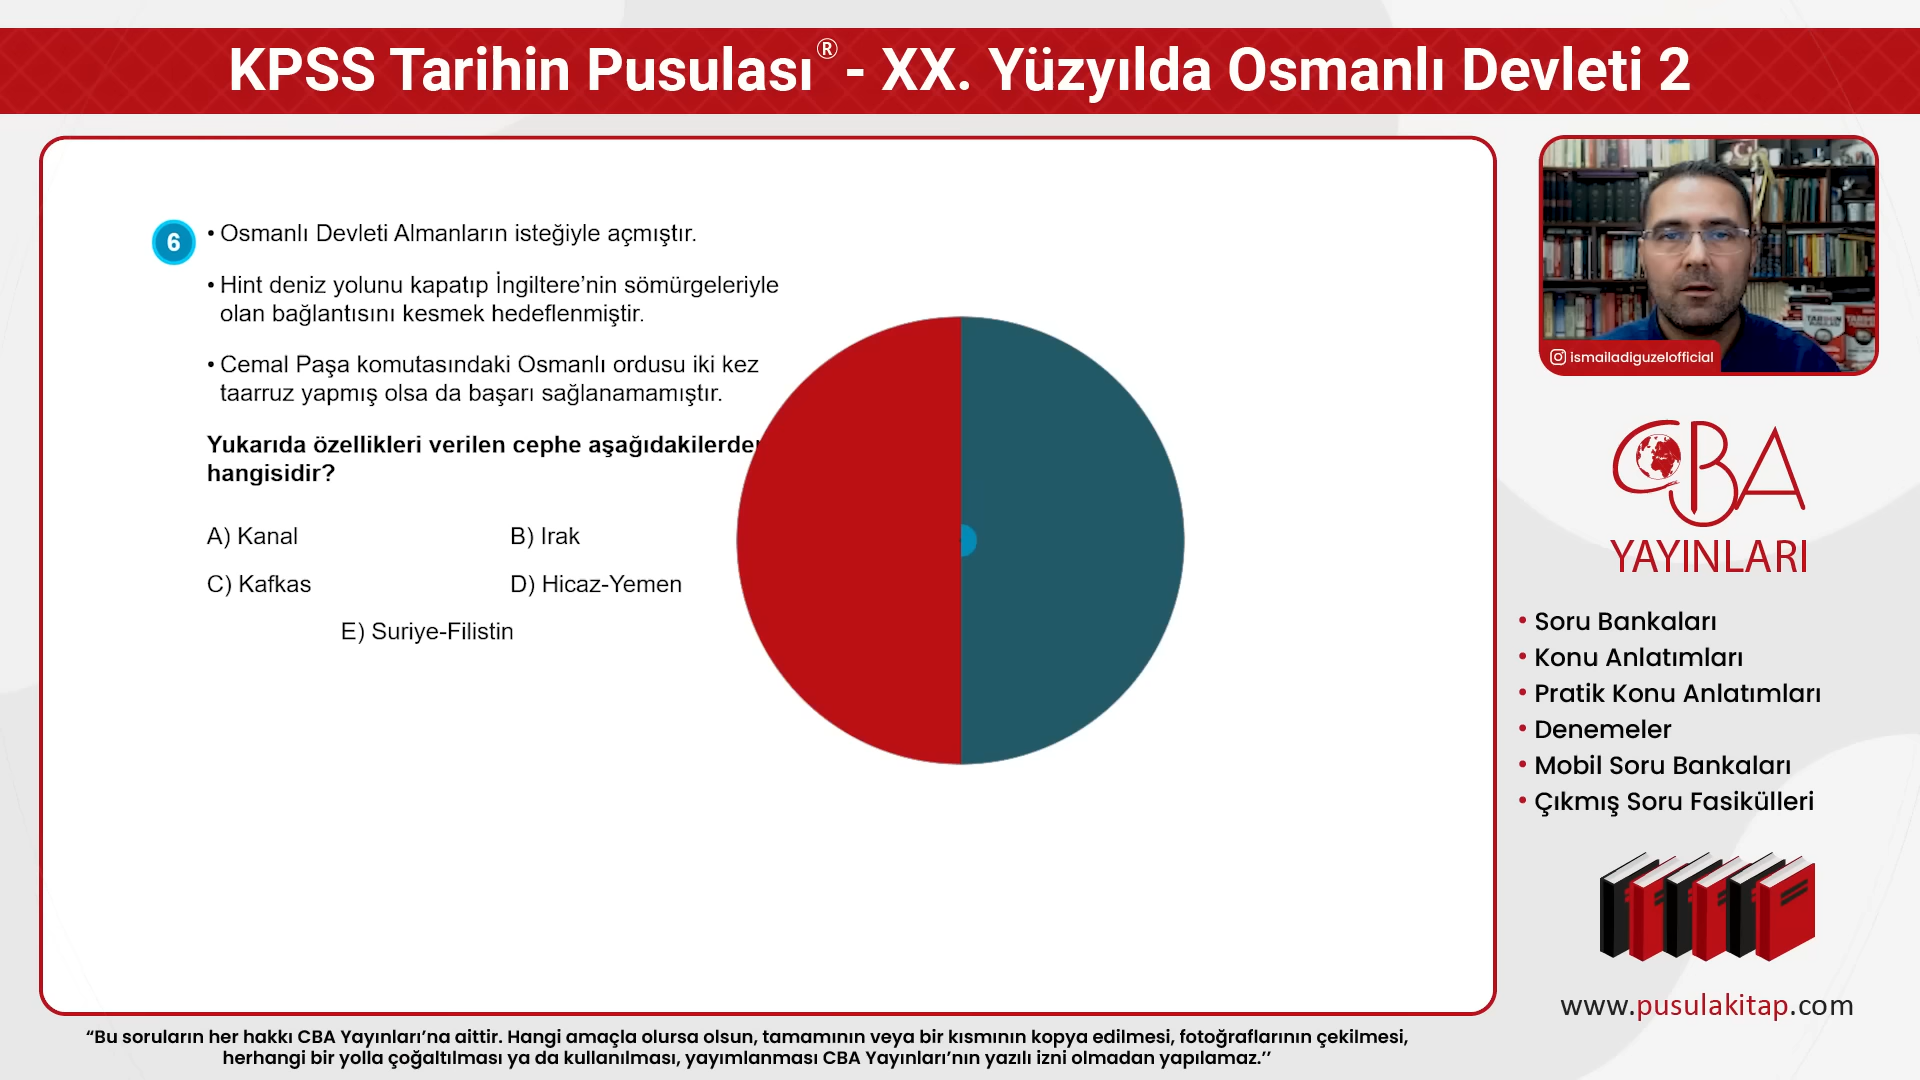 KPSS Tarihin Pusulası® - XX. Yüzyılda Osmanlı Devleti 2
6
• Osmanlı Devleti Almanların isteğiyle açmıştır.
• Hint deniz yolunu kapatıp İngiltere’nin sömürgeleriyle
olan bağlantısını kesmek hedeflenmiştir.
• Cemal Paşa komutasındaki Osmanlı ordusu iki kez
taarruz yapmış olsa da başarı sağlanamamıştır.
Yukarıda özellikleri verilen cephe aşağıdakilerden
hangisidir?
A) Kanal B) Irak
C) Kafkas D) Hicaz-Yemen
E) Suriye-Filistin
ismailadiguzelofficial
CBA
YAYINLARI
• Soru Bankaları
• Konu Anlatımları
• Pratik Konu Anlatımları
• Denemeler
• Mobil Soru Bankaları
• Çıkmış Soru Fasikülleri
www.pusulakitap.com
“Bu soruların her hakkı CBA Yayınları’na aittir. Hangi amaçla olursa olsun, tamamının veya bir kısmının kopya edilmesi, fotoğraflarının çekilmesi,
herhangi bir yolla çoğaltılması ya da kullanılması, yayımlanması CBA Yayınları’nın yazılı izni olmadan yapılamaz.’’